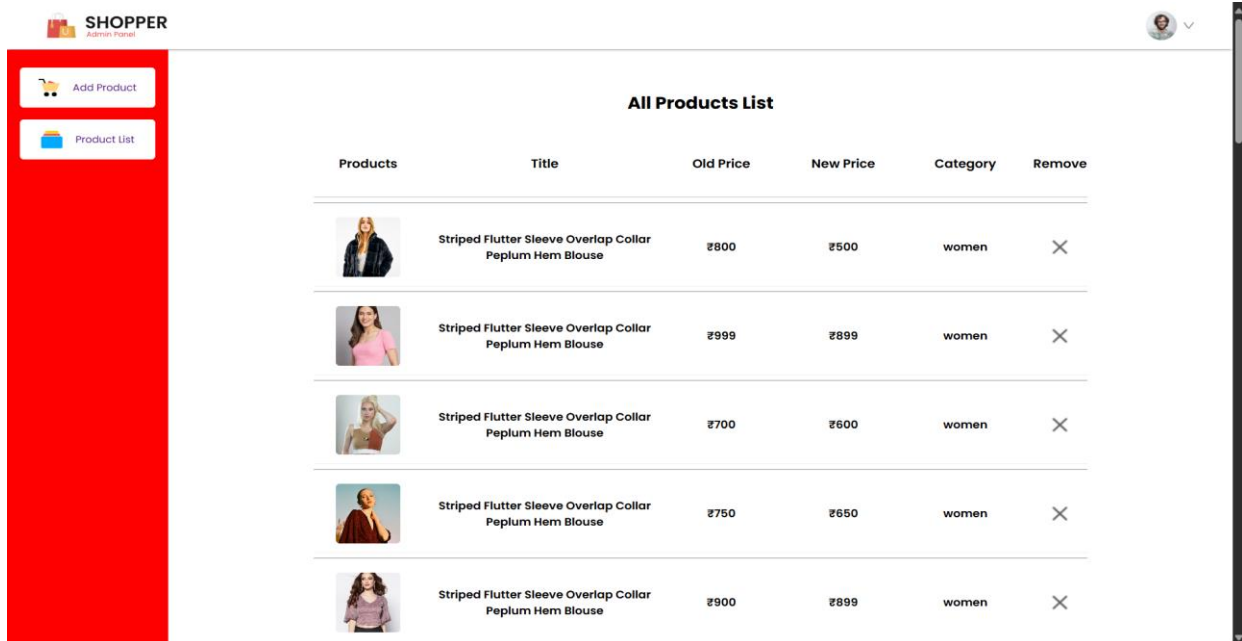 SHOPPER
Admin Panel
Add Product
Product List
All Products List
Products Title Old Price New Price Category Remove
Striped Flutter Sleeve Overlap Collar
Peplum Hem Blouse
₹800 ₹500 women
Striped Flutter Sleeve Overlap Collar
Peplum Hem Blouse
₹999 ₹899 women
Striped Flutter Sleeve Overlap Collar
Peplum Hem Blouse
₹700 ₹600 women
Striped Flutter Sleeve Overlap Collar
Peplum Hem Blouse
₹750 ₹650 women
Striped Flutter Sleeve Overlap Collar
Peplum Hem Blouse
₹900 ₹899 women